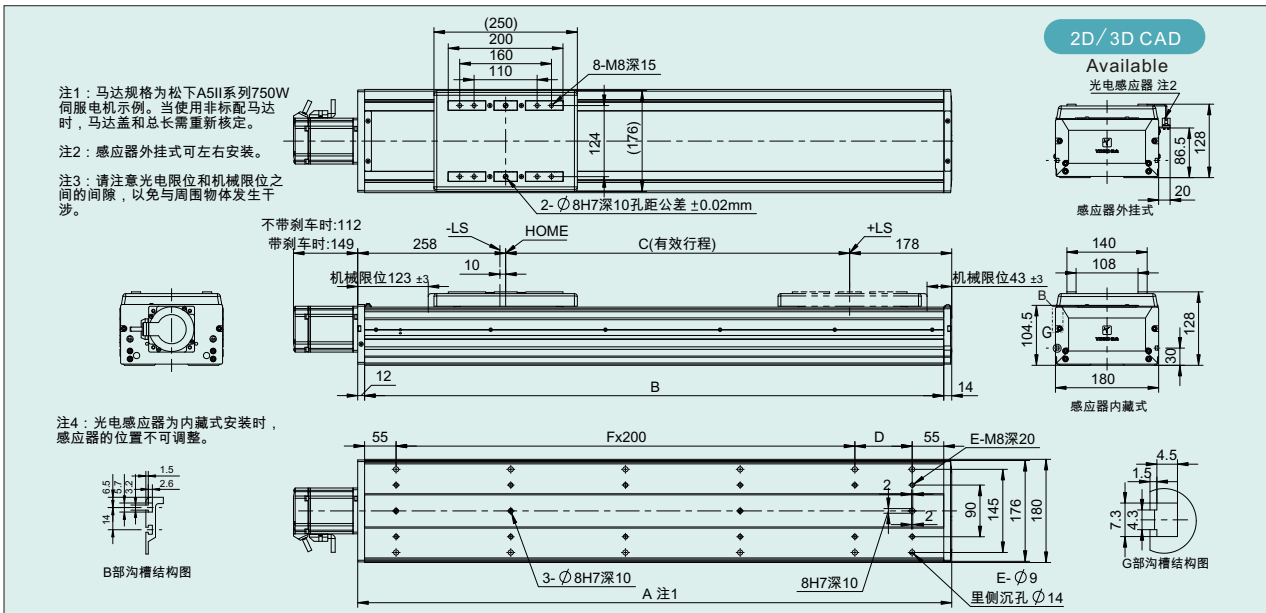 (250)
200
160
110
8-M8深15
124
(176)
2-∅8H7深10孔距公差 ±0.02mm
注1：马达规格为松下A5II系列750W
伺服电机示例。当使用非标配马达
时，马达盖和总长需重新核定。
注2：感应器外挂式可左右安装。
注3：请注意光电限位和机械限位之
间的间隙，以免与周围物体发生干
涉。
2D/3D CAD
Available
光电感应器 注2
86.5
128
20
感应器外挂式
不带刹车时:112
带刹车时:149
258
-LS
HOME
C(有效行程)
+LS
178
10
机械限位123 ±3
机械限位43 ±3
12
B
14
140
108
B
G
104.5
30
128
180
感应器内藏式
注4：光电感应器为内藏式安装时，
感应器的位置不可调整。
1.5
2.6
6.5
5.7
3.2
14
B部沟槽结构图
55
Fx200
D
55
E-M8深20
2
2
90
145
176
180
3-∅8H7深10
8H7深10
E-∅9
里侧沉孔∅14
A 注1
4.5
1.5
7.3
4.3
G部沟槽结构图